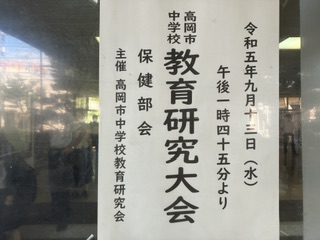 令和五年九月十三日（水）
午後一時四十五分より
高岡市
中学校
教育研究大会
保健部会
主催 高岡市中学校教育研究会